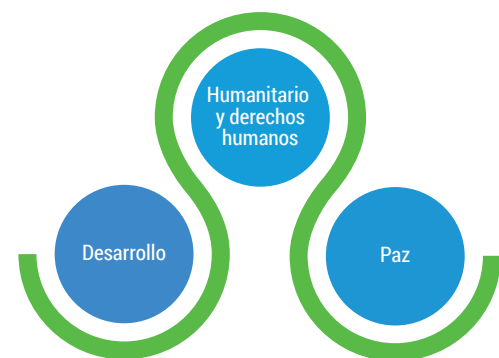 Humanitario
y derechos
humanos
Desarrollo
Paz